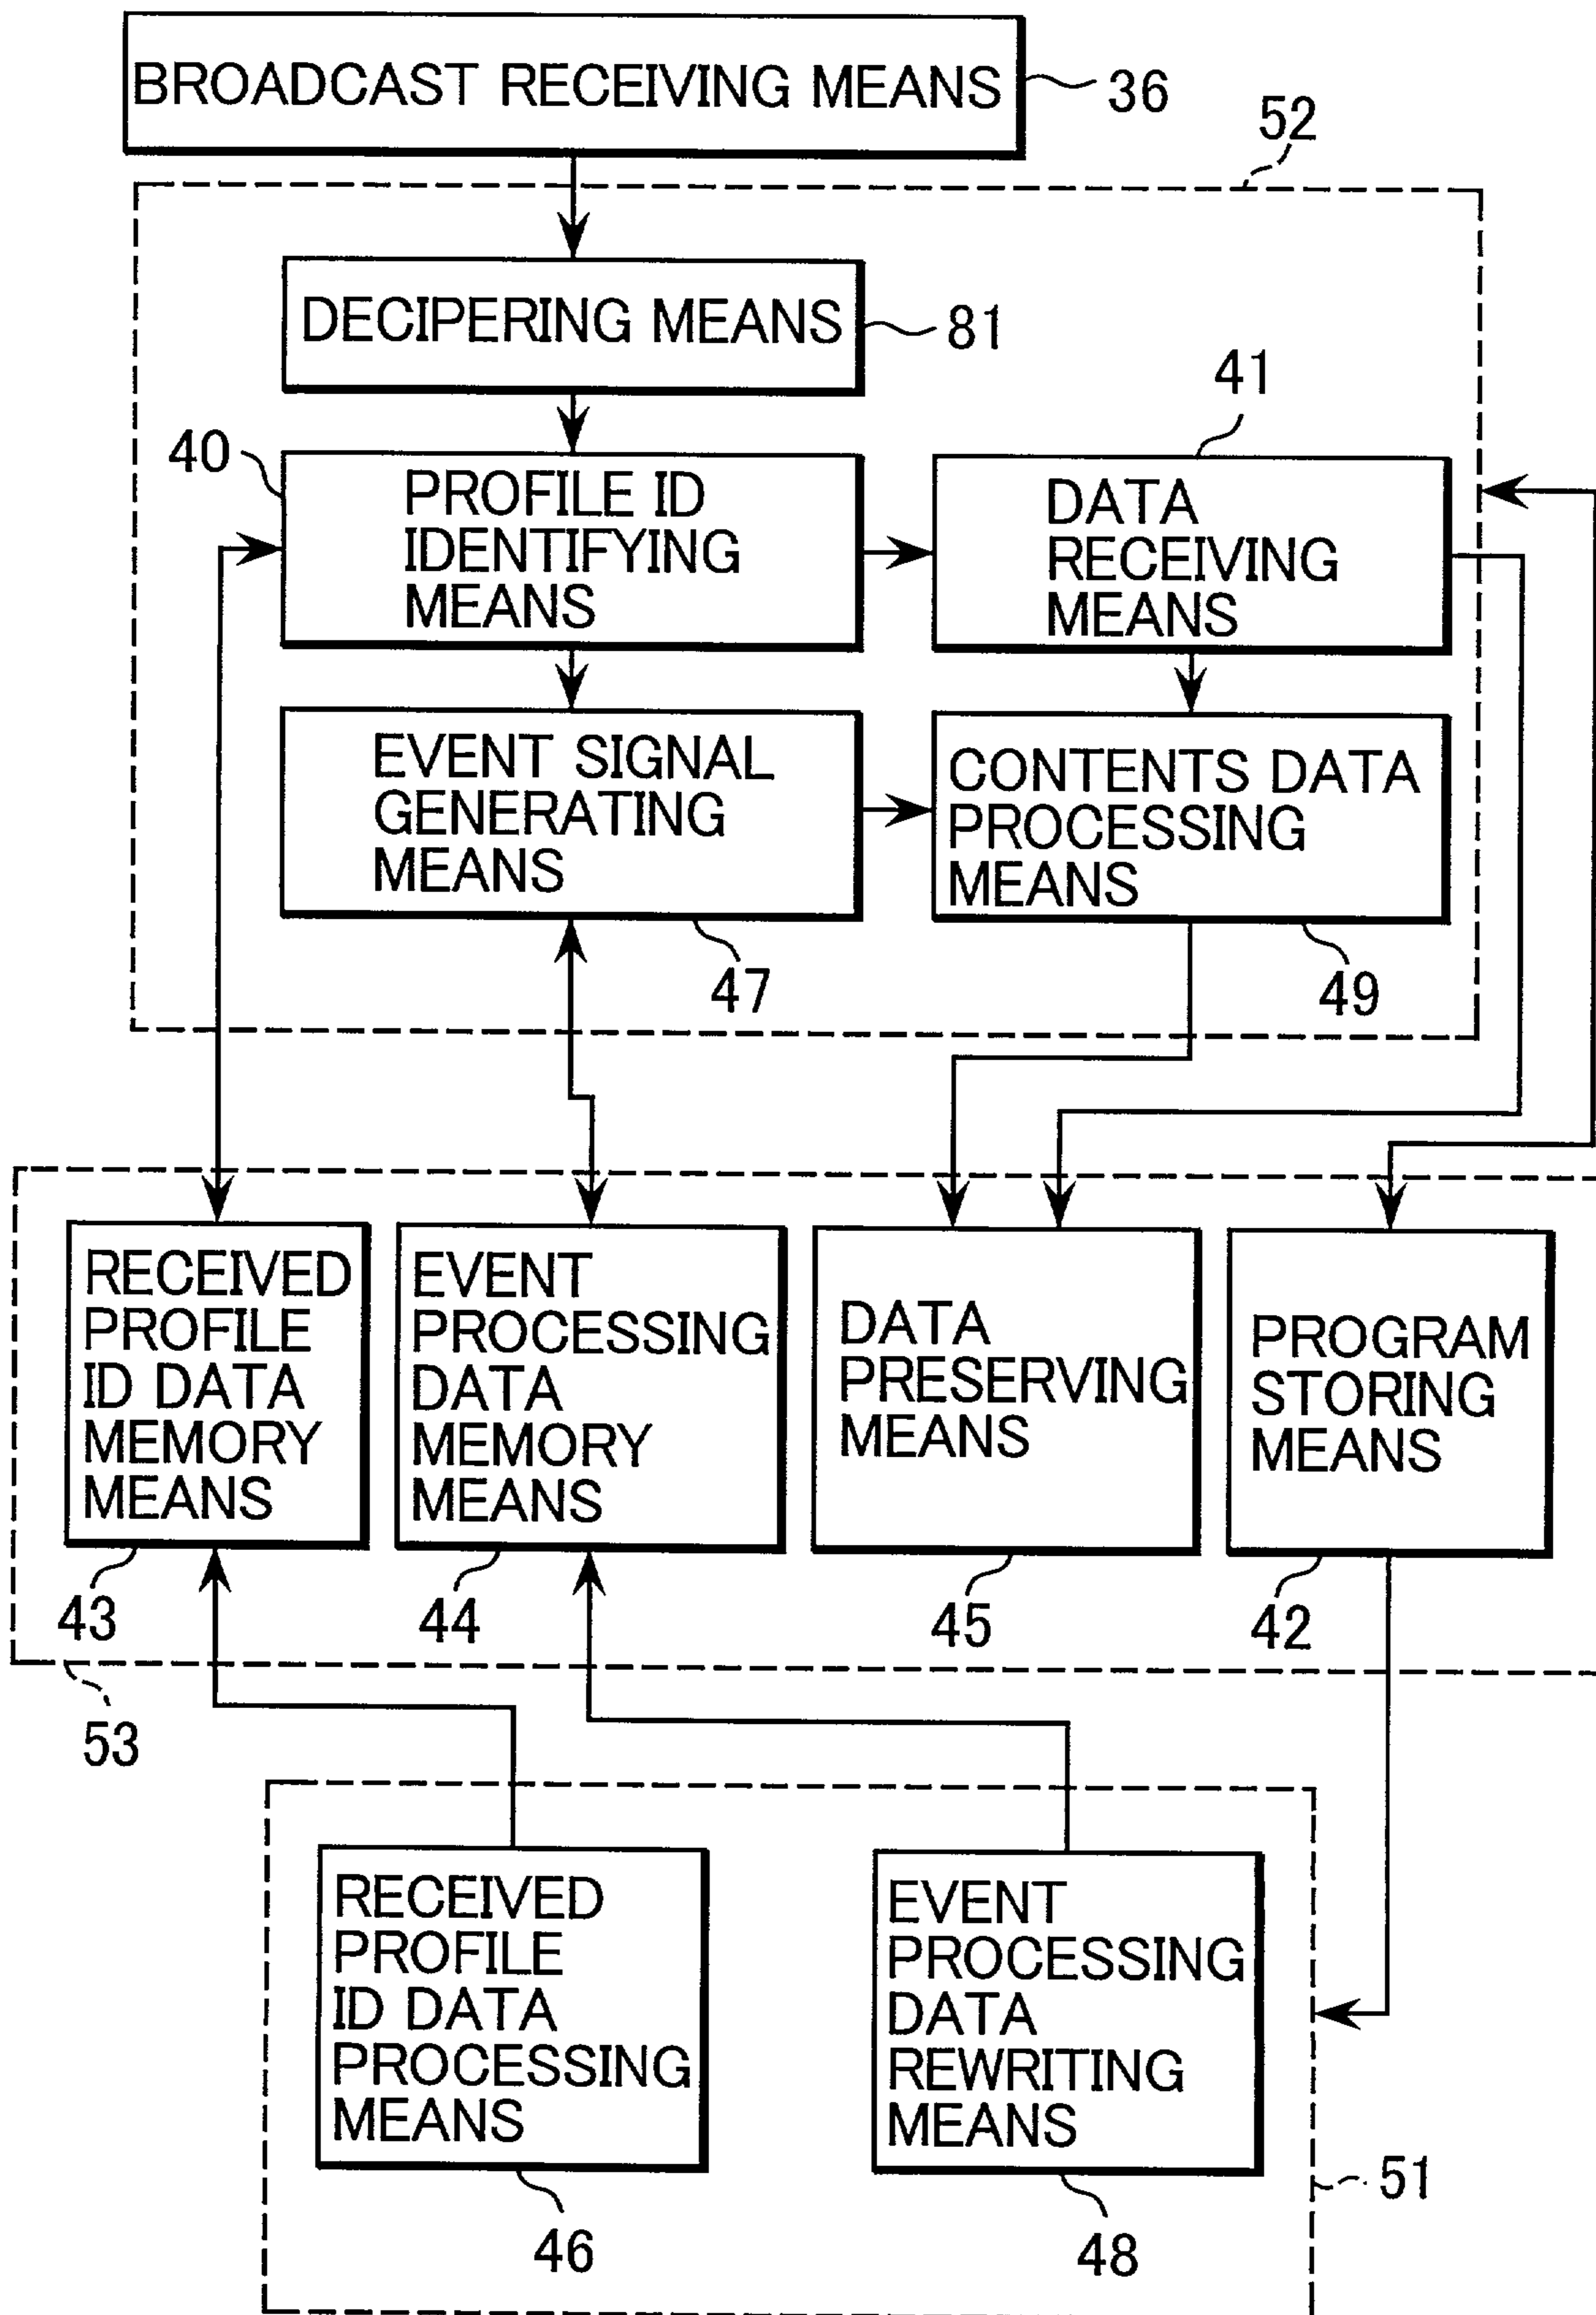 BROADCAST RECEIVING MEANS
36
52
DECIPERING MEANS
81
41
40
PROFILE ID
IDENTIFYING
MEANS
DATA
RECEIVING
MEANS
EVENT SIGNAL
GENERATING
MEANS
CONTENTS DATA
PROCESSING
MEANS
47
49
RECEIVED
PROFILE
ID DATA
MEMORY
MEANS
EVENT
PROCESSING
DATA
MEMORY
MEANS
DATA
PRESERVING
MEANS
PROGRAM
STORING
MEANS
43
44
45
42
53
RECEIVED
PROFILE
ID DATA
PROCESSING
MEANS
EVENT
PROCESSING
DATA
REWRITING
MEANS
51
46
48